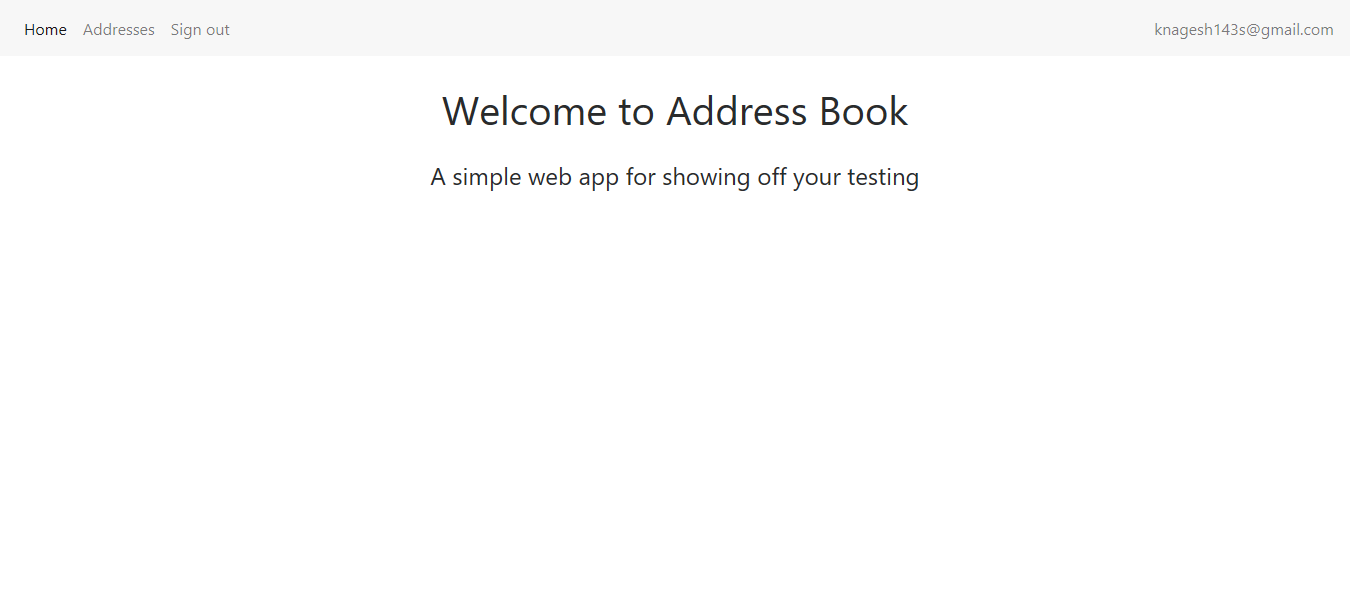 Home Addresses Sign out knagesh143s@gmail.com
Welcome to Address Book
A simple web app for showing off your testing